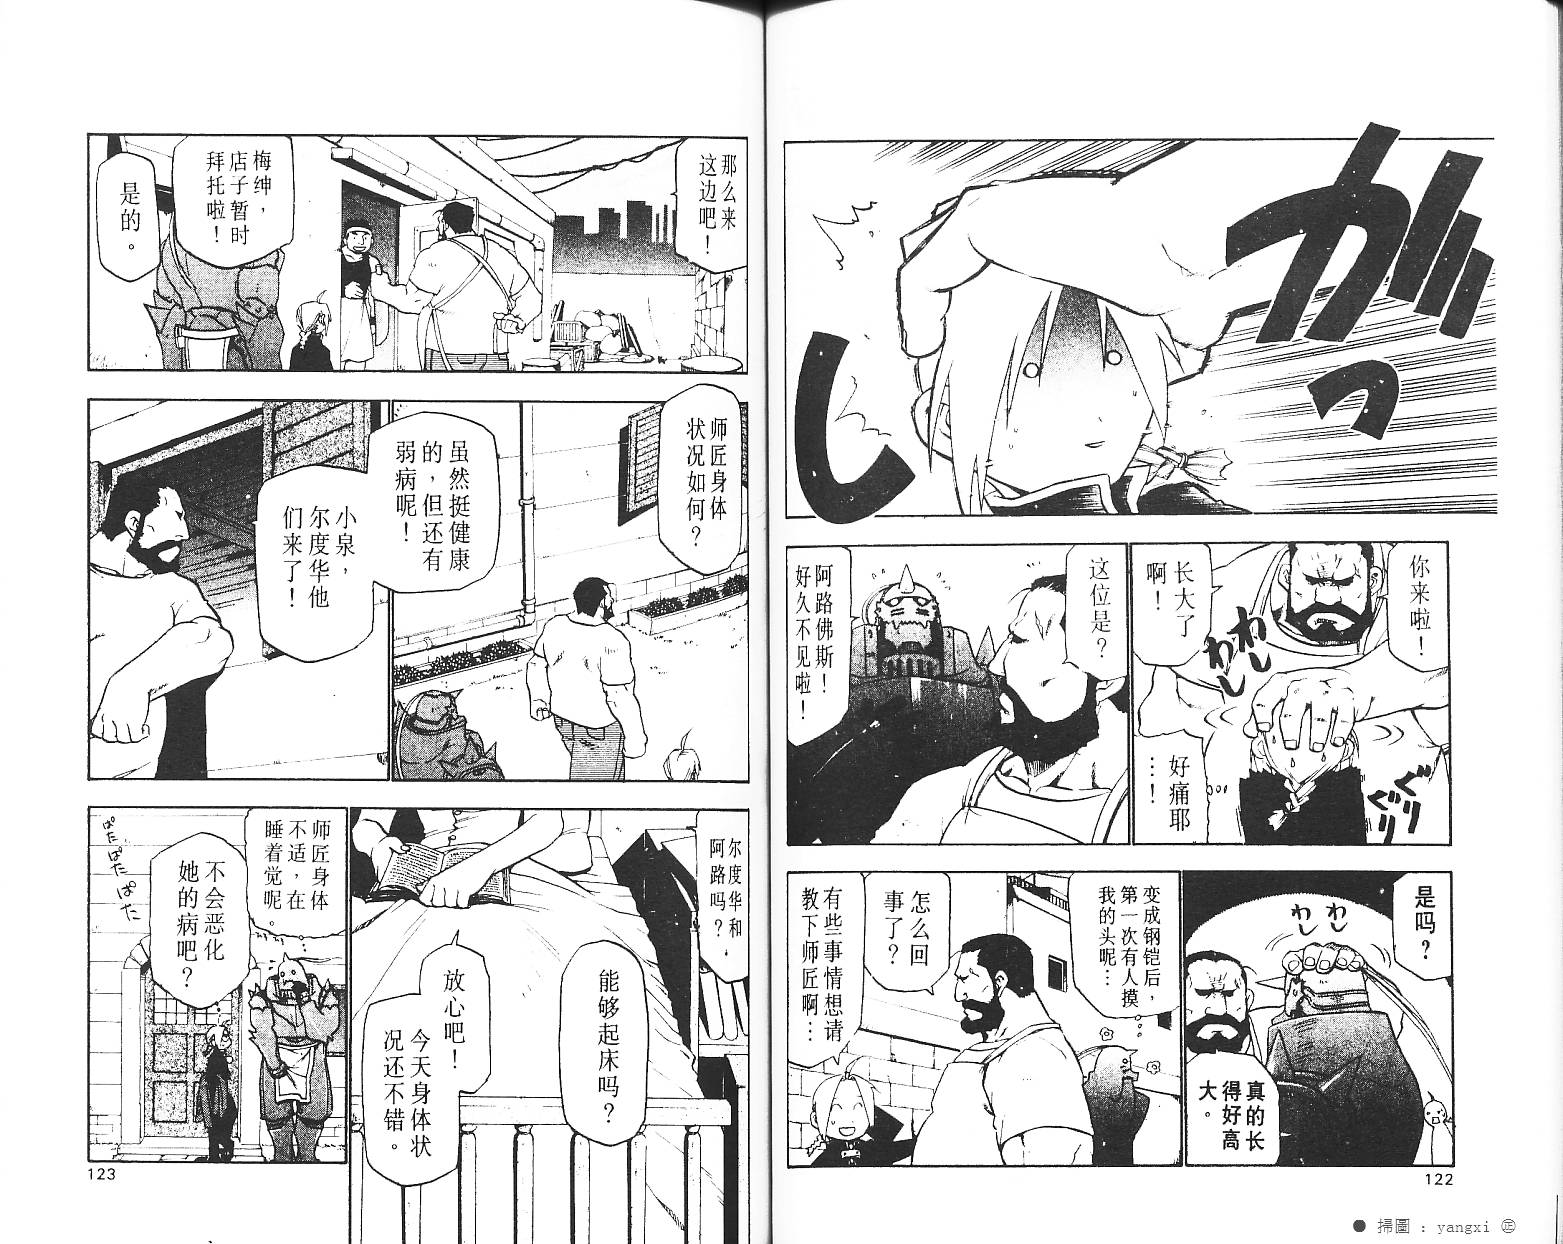 ガシッ
你来啦！
长大了
啊！
わしわし
ぐりぐり
好痛耶
…！
这位是？
阿路佛斯！
好久不见啦！
是吗？
わしわし
真的长
得好高
大。
变成钢铠后，
第一次有人摸
我的头呢…
怎么回
事了？
有些事情想请
教下师匠啊…
122
那么来
这边吧！
梅绅，
店子暂时
拜托啦！
是的。
师匠身体
状况如何？
虽然挺健康
的，但还有
弱病呢！
小泉，
尔度华他
们来了！
尔度华和
阿路吗？
能够起床吗？
放心吧！
今天身体状
况还不错。
师匠身体
不适，在
睡着觉呢。
不会恶化
她的病吧？
ぱたぱたぱた
123
● 掃圖 : yangxi ㊣